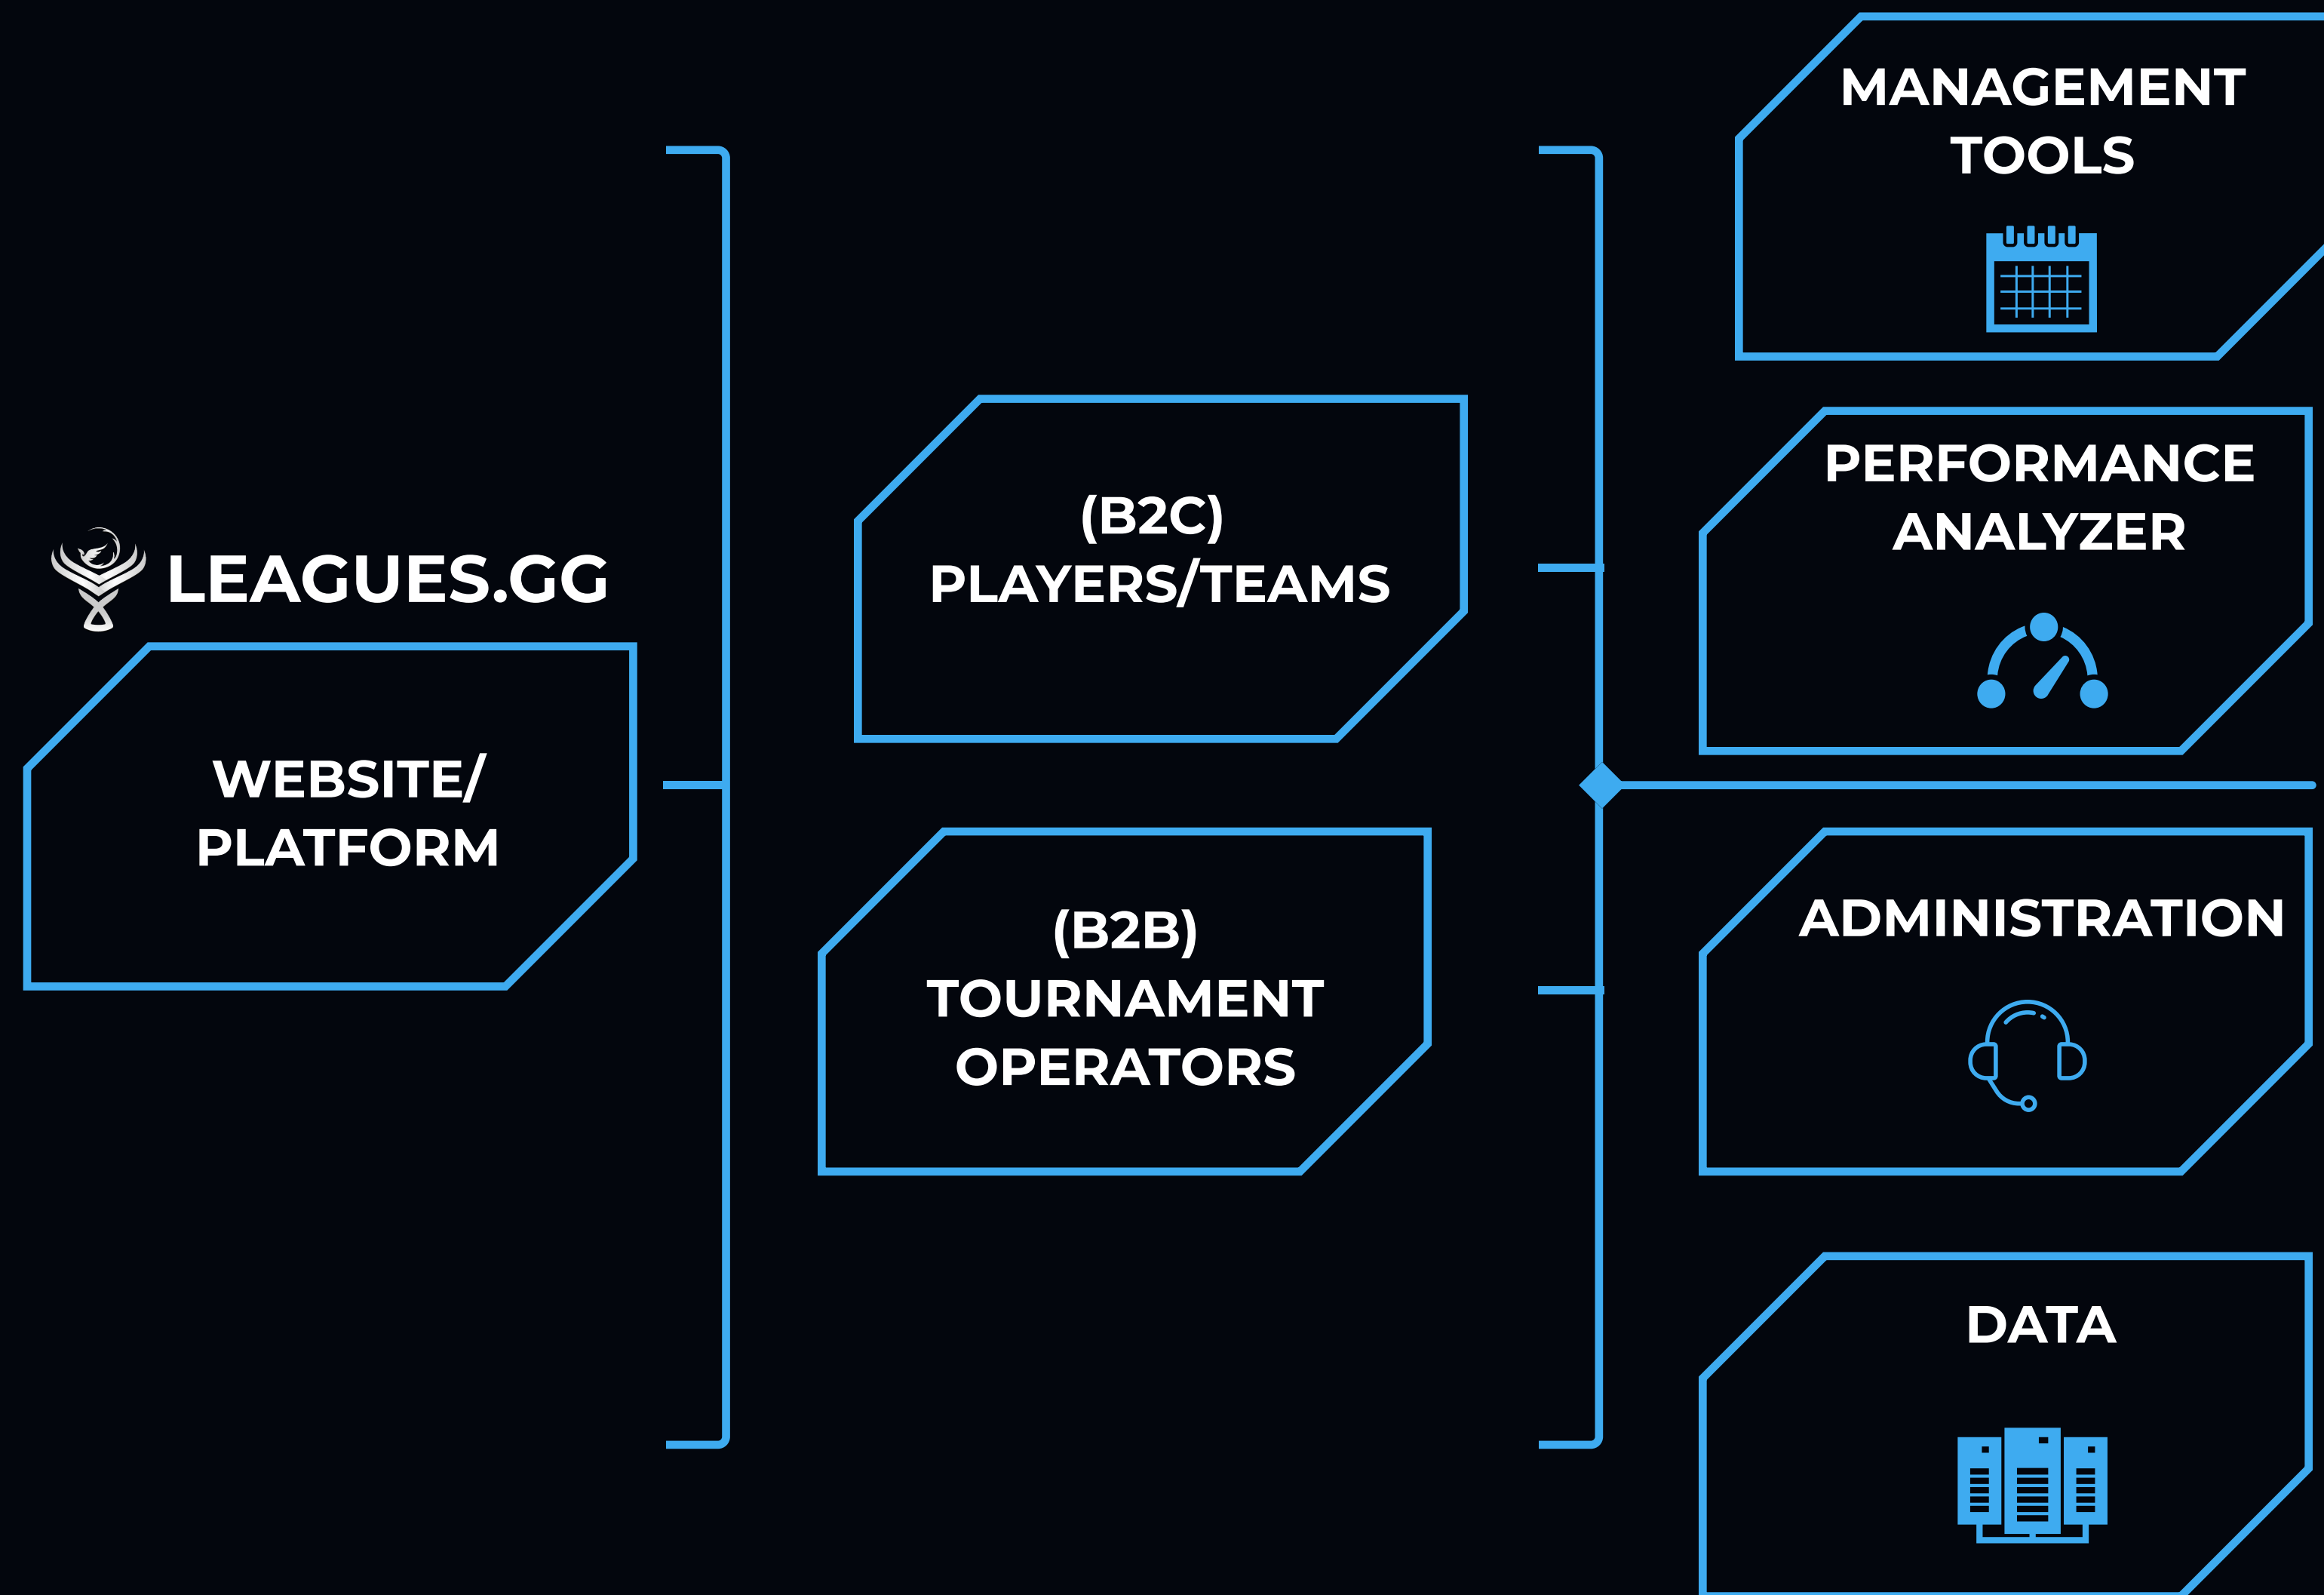 LEAGUES.GG
WEBSITE/
PLATFORM
(B2C)
PLAYERS/TEAMS
(B2B)
TOURNAMENT
OPERATORS
MANAGEMENT
TOOLS
PERFORMANCE
ANALYZER
ADMINISTRATION
DATA